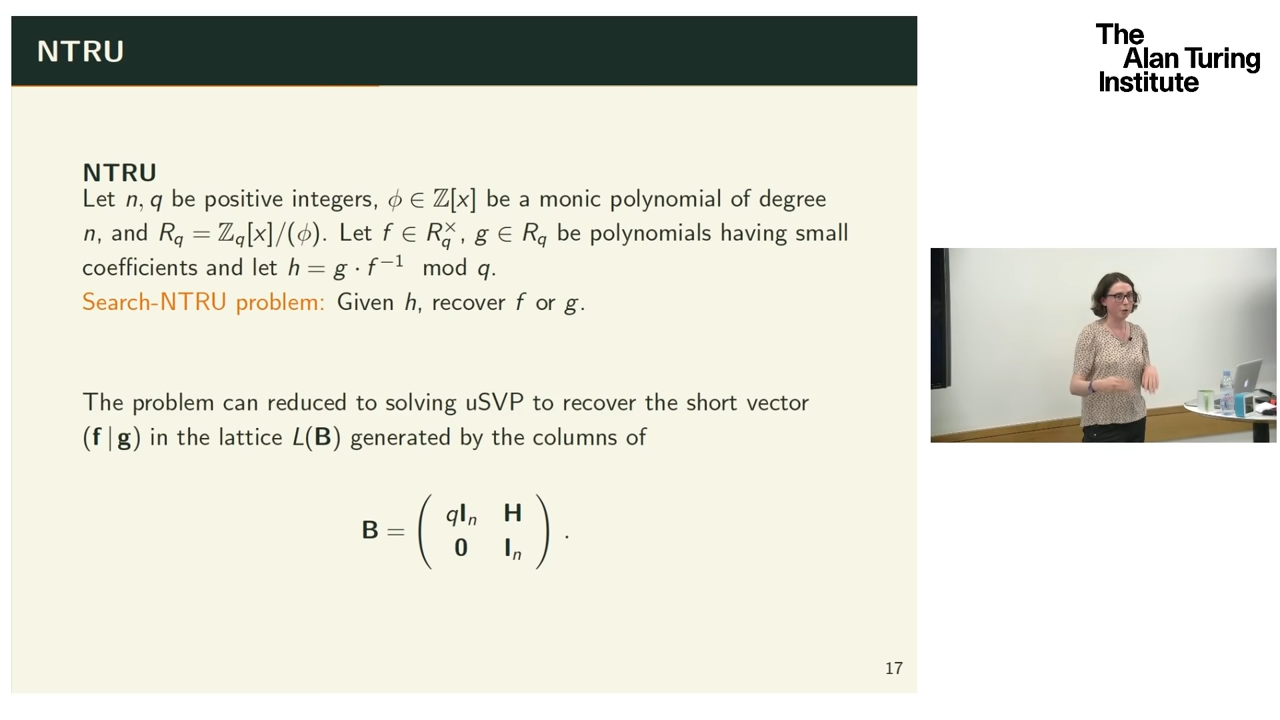 NTRU
NTRU
Let n, q be positive integers, ϕ ∈ ℤ[x] be a monic polynomial of degree
n, and R_q = ℤ_q[x]/(ϕ). Let f ∈ R_q^×, g ∈ R_q be polynomials having small
coefficients and let h = g · f^{−1} mod q.
Search-NTRU problem: Given h, recover f or g.
The problem can reduced to solving uSVP to recover the short vector
(f | g) in the lattice L(B) generated by the columns of
B = ( qI_n H
0 I_n ) .
17
The
Alan Turing
Institute